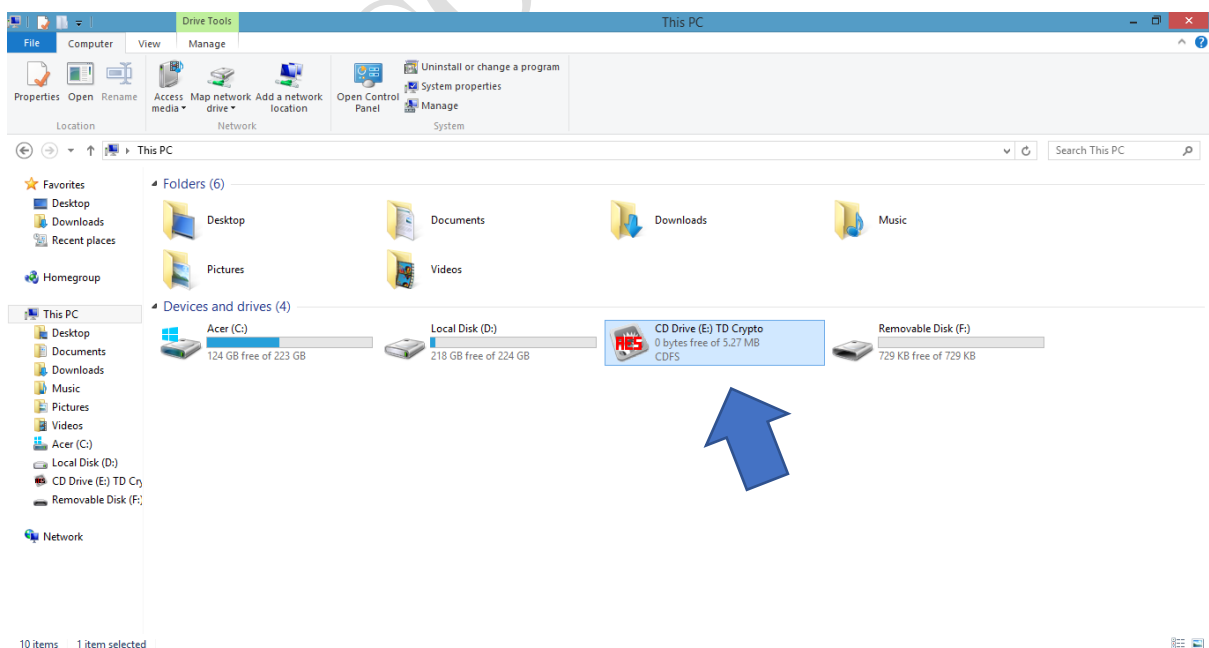 Drive Tools
This PC
File Computer View Manage
Properties Open Rename
Access media Map network drive Add a network location
Open Control Panel
Uninstall or change a program
System properties
Manage
Location Network System
This PC
Search This PC
Favorites
Desktop
Downloads
Recent places
Homegroup
This PC
Desktop
Documents
Downloads
Music
Pictures
Videos
Acer (C:)
Local Disk (D:)
CD Drive (E:) TD Cry
Removable Disk (F:)
Network
Folders (6)
Desktop Documents Downloads Music
Pictures Videos
Devices and drives (4)
Acer (C:)
124 GB free of 223 GB
Local Disk (D:)
218 GB free of 224 GB
AES
CD Drive (E:) TD Crypto
0 bytes free of 5.27 MB
CDFS
Removable Disk (F:)
729 KB free of 729 KB
10 items 1 item selected